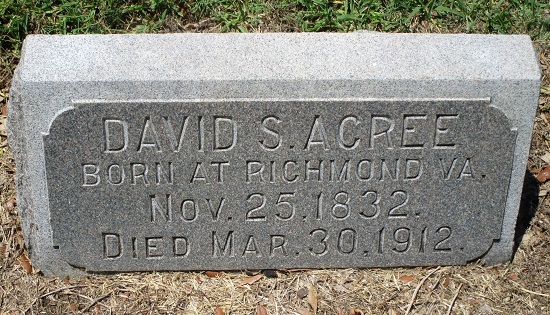 DAVID S. ACREE
BORN AT RICHMOND VA.
NOV. 25. 1832.
DIED MAR. 30, 1912.